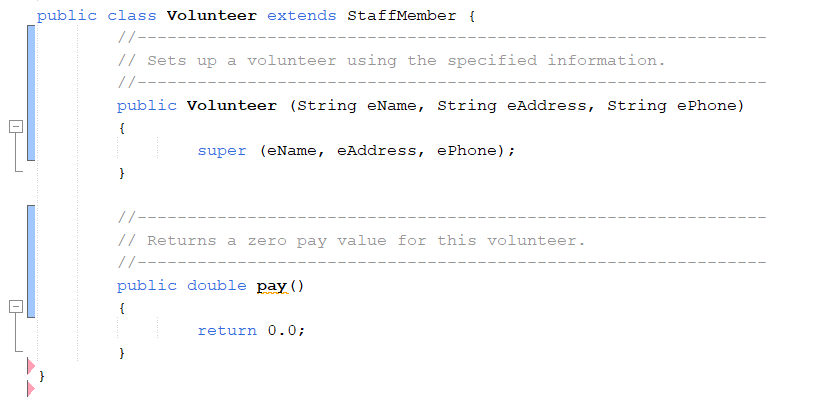 public class Volunteer extends StaffMember {
//---------------------------------------------------------------
// Sets up a volunteer using the specified information.
//---------------------------------------------------------------
public Volunteer (String eName, String eAddress, String ePhone)
{
super (eName, eAddress, ePhone);
}
//---------------------------------------------------------------
// Returns a zero pay value for this volunteer.
//---------------------------------------------------------------
public double pay()
{
return 0.0;
}
}